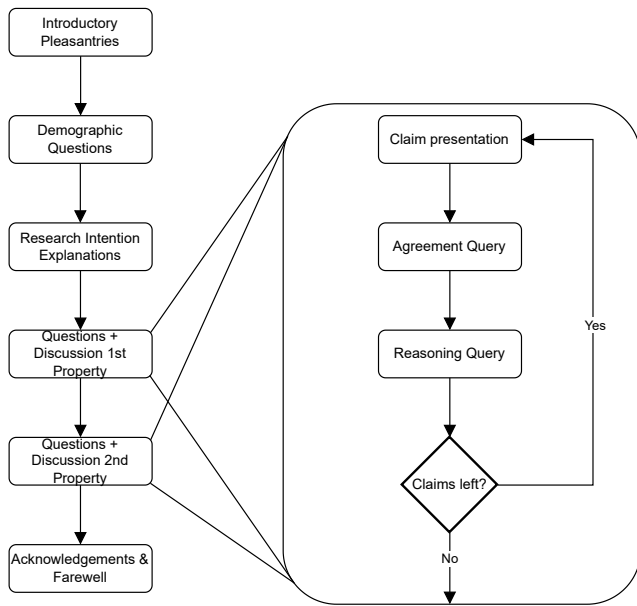 Introductory
Pleasantries
Demographic
Questions
Research Intention
Explanations
Questions +
Discussion 1st
Property
Questions +
Discussion 2nd
Property
Acknowledgements &
Farewell
Claim presentation
Agreement Query
Reasoning Query
Claims left?
Yes
No